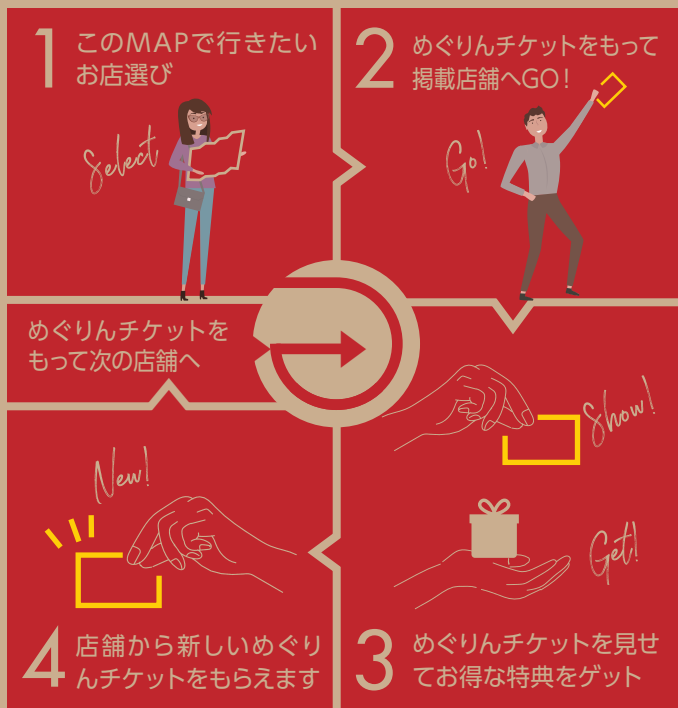 1
このMAPで行きたい
お店選び
Select
2
めぐりんチケットをもって
掲載店舗へGO!
Go!
Show!
Get!
3
めぐりんチケットを見せ
てお得な特典をゲット
New!
4
店舗から新しいめぐり
んチケットをもらえます
めぐりんチケットを
もって次の店舗へ